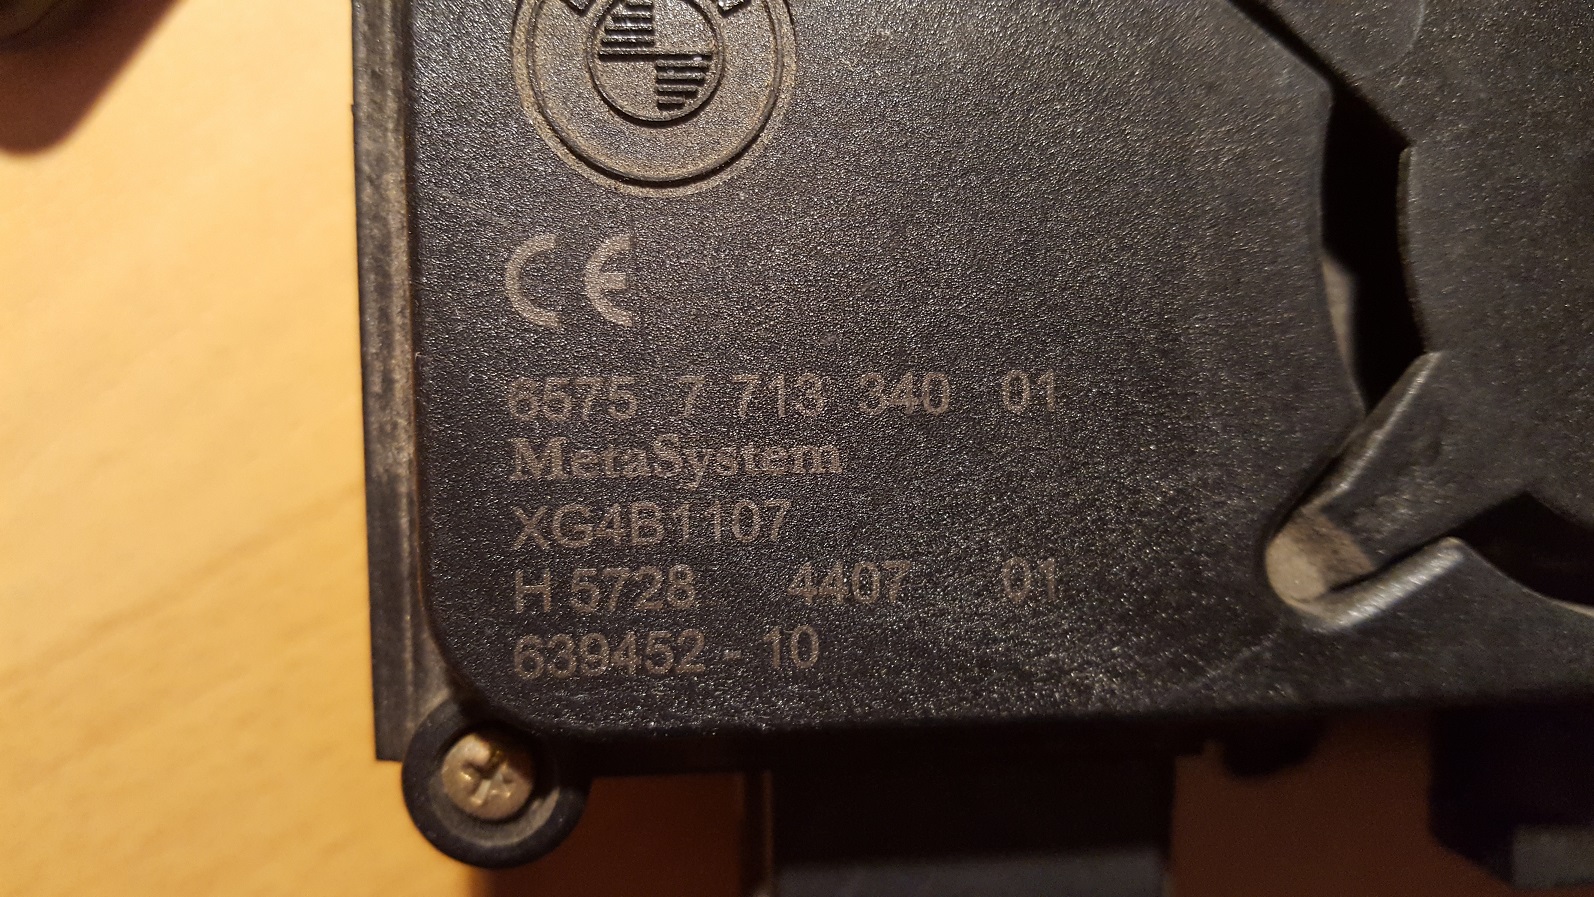 CE
6575 7 713 340 01
MetaSystem
XG4B1107
H 5728 4407 01
639452 - 10